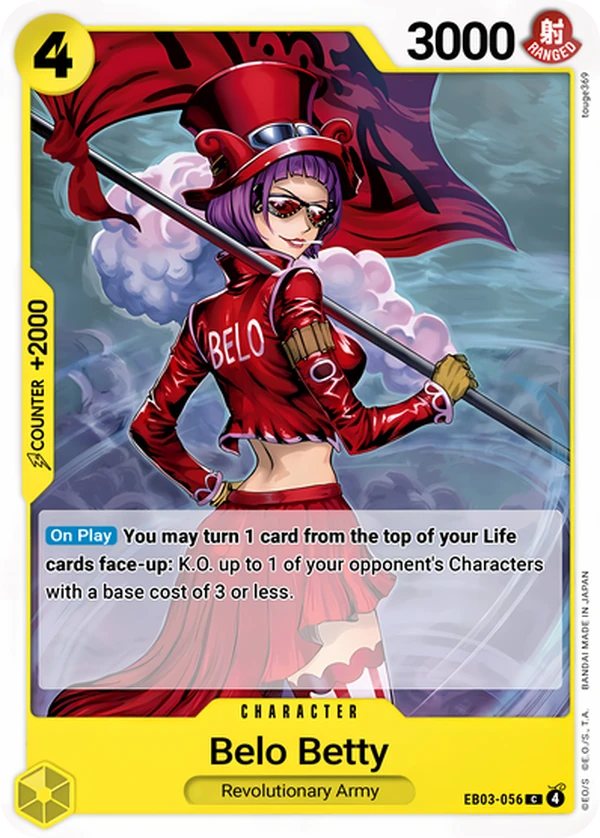 4
3000
射
RANGED
touge369
BELO
COUNTER +2000
On Play You may turn 1 card from the top of your Life
cards face-up: K.O. up to 1 of your opponent's Characters
with a base cost of 3 or less.
CHARACTER
Belo Betty
Revolutionary Army
EB03-056 C 4
©E.O/S ©E.O./S., T.A. BANDAI MADE IN JAPAN